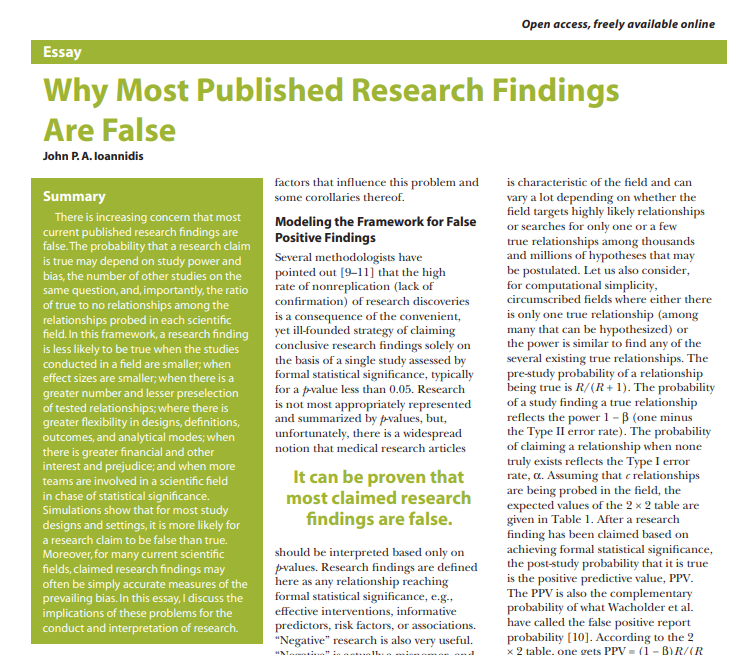 Open access, freely available online
Essay
Why Most Published Research Findings
Are False
John P. A. Ioannidis
Summary
There is increasing concern that most
current published research findings are
false. The probability that a research claim
is true may depend on study power and
bias, the number of other studies on the
same question, and, importantly, the ratio
of true to no relationships among the
relationships probed in each scientific
field. In this framework, a research finding
is less likely to be true when the studies
conducted in a field are smaller; when
effect sizes are smaller; when there is a
greater number and lesser preselection
of tested relationships; where there is
greater flexibility in designs, definitions,
outcomes, and analytical modes; when
there is greater financial and other
interest and prejudice; and when more
teams are involved in a scientific field
in chase of statistical significance.
Simulations show that for most study
designs and settings, it is more likely for
a research claim to be false than true.
Moreover, for many current scientific
fields, claimed research findings may
often be simply accurate measures of the
prevailing bias. In this essay, I discuss the
implications of these problems for the
conduct and interpretation of research.
factors that influence this problem and
some corollaries thereof.
Modeling the Framework for False
Positive Findings
Several methodologists have
pointed out [9–11] that the high
rate of nonreplication (lack of
confirmation) of research discoveries
is a consequence of the convenient,
yet ill-founded strategy of claiming
conclusive research findings solely on
the basis of a single study assessed by
formal statistical significance, typically
for a p-value less than 0.05. Research
is not most appropriately represented
and summarized by p-values, but,
unfortunately, there is a widespread
notion that medical research articles
It can be proven that
most claimed research
findings are false.
should be interpreted based only on
p-values. Research findings are defined
here as any relationship reaching
formal statistical significance, e.g.,
effective interventions, informative
predictors, risk factors, or associations.
“Negative” research is also very useful.
“Negative” is actually a misnomer, and
is characteristic of the field and can
vary a lot depending on whether the
field targets highly likely relationships
or searches for only one or a few
true relationships among thousands
and millions of hypotheses that may
be postulated. Let us also consider,
for computational simplicity,
circumscribed fields where either there
is only one true relationship (among
many that can be hypothesized) or
the power is similar to find any of the
several existing true relationships. The
pre-study probability of a relationship
being true is R/(R + 1). The probability
of a study finding a true relationship
reflects the power 1 − β (one minus
the Type II error rate). The probability
of claiming a relationship when none
truly exists reflects the Type I error
rate, α. Assuming that c relationships
are being probed in the field, the
expected values of the 2 × 2 table are
given in Table 1. After a research
finding has been claimed based on
achieving formal statistical significance,
the post-study probability that it is true
is the positive predictive value, PPV.
The PPV is also the complementary
probability of what Wacholder et al.
have called the false positive report
probability [10]. According to the 2
× 2 table, one gets PPV = (1 − β)R/(R